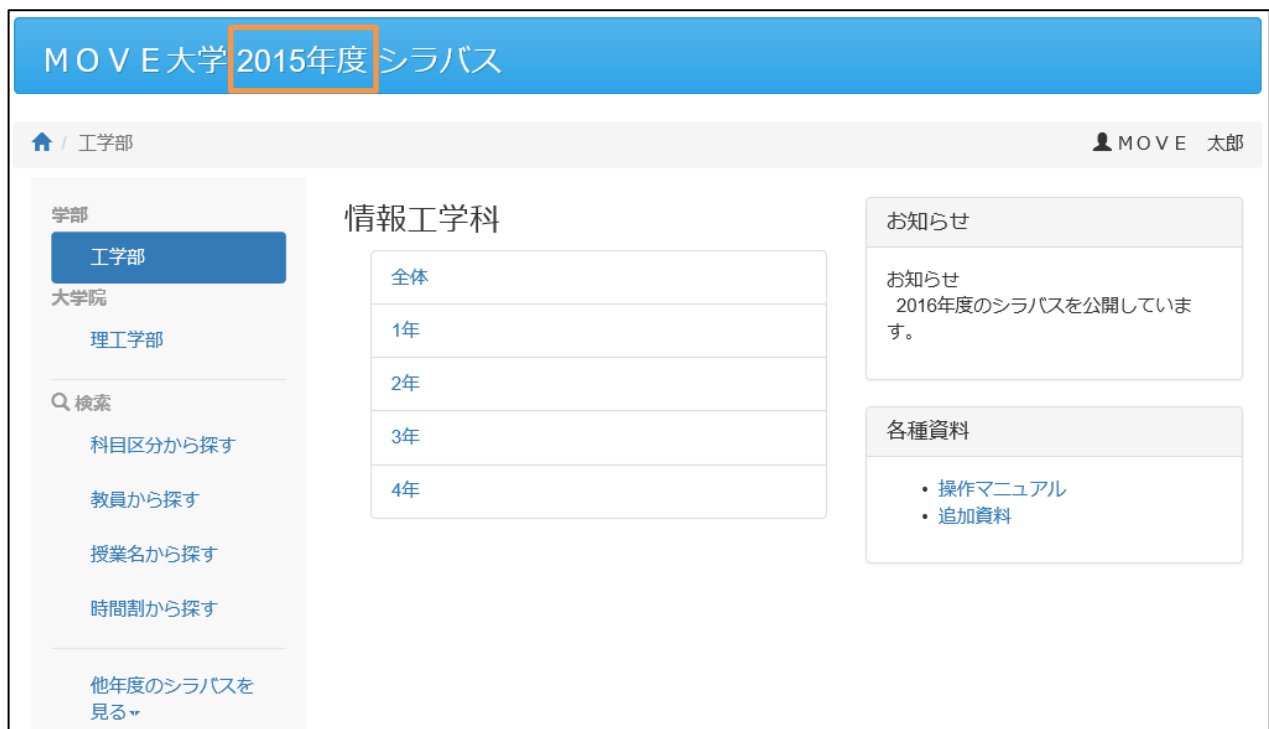 ＭＯＶＥ大学 2015年度 シラバス
/ 工学部
ＭＯＶＥ　太郎
学部
工学部
大学院
理工学部
検索
科目区分から探す
教員から探す
授業名から探す
時間割から探す
他年度のシラバスを
見る
情報工学科
全体
1年
2年
3年
4年
お知らせ
お知らせ
2016年度のシラバスを公開していま
す。
各種資料
• 操作マニュアル
• 追加資料